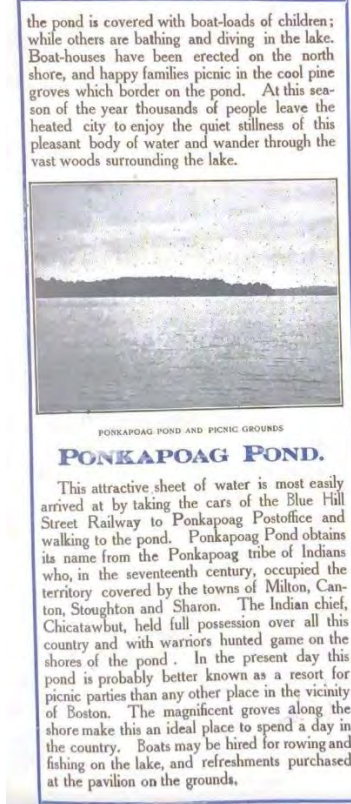 the pond is covered with boat-loads of children;
while others are bathing and diving in the lake.
Boat-houses have been erected on the north
shore, and happy families picnic in the cool pine
groves which border on the pond. At this sea-
son of the year thousands of people leave the
heated city to enjoy the quiet stillness of this
pleasant body of water and wander through the
vast woods surrounding the lake.
PONKAPOAG POND AND PICNIC GROUNDS
PONKAPOAG POND.
This attractive sheet of water is most easily
arrived at by taking the cars of the Blue Hill
Street Railway to Ponkapoag Postoffice and
walking to the pond. Ponkapoag Pond obtains
its name from the Ponkapoag tribe of Indians
who, in the seventeenth century, occupied the
territory covered by the towns of Milton, Can-
ton, Stoughton and Sharon. The Indian chief,
Chicatawbut, held full possession over all this
country and with warriors hunted game on the
shores of the pond . In the present day this
pond is probably better known as a resort for
picnic parties than any other place in the vicinity
of Boston. The magnificent groves along the
shore make this an ideal place to spend a day in
the country. Boats may be hired for rowing and
fishing on the lake, and refreshments purchased
at the pavilion on the grounds.